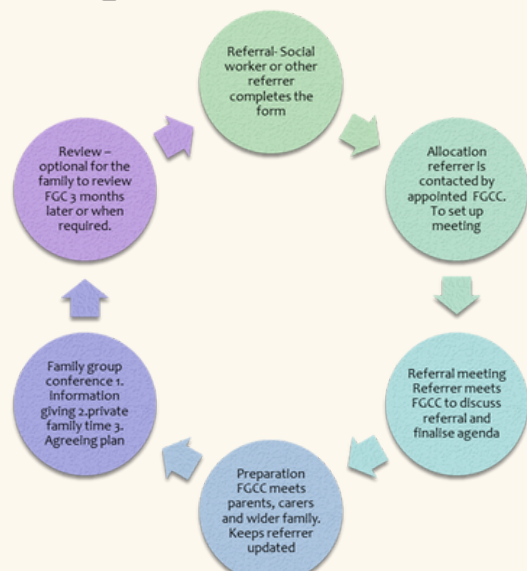 Referral- Social
worker or other
referrer
completes the
form
Allocation
referrer is
contacted by
appointed FGCC.
To set up
meeting
Referral meeting
Referrer meets
FGCC to discuss
referral and
finalise agenda
Preparation
FGCC meets
parents, carers
and wider family.
Keeps referrer
updated
Family group
conference 1.
Information
giving 2.private
family time 3.
Agreeing plan
Review –
optional for the
family to review
FGC 3 months
later or when
required.